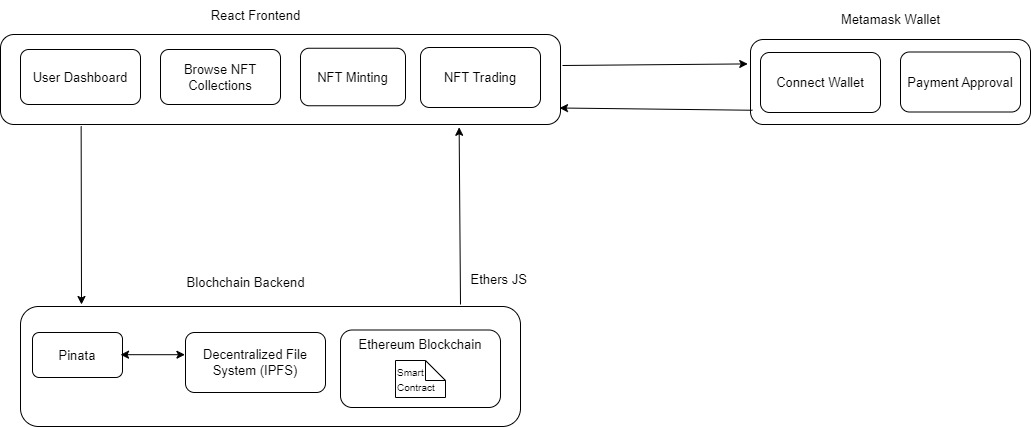 React Frontend
Metamask Wallet
User Dashboard
Browse NFT
Collections
NFT Minting
NFT Trading
Connect Wallet
Payment Approval
Blochchain Backend
Ethers JS
Pinata
Decentralized File
System (IPFS)
Ethereum Blockchain
Smart
Contract